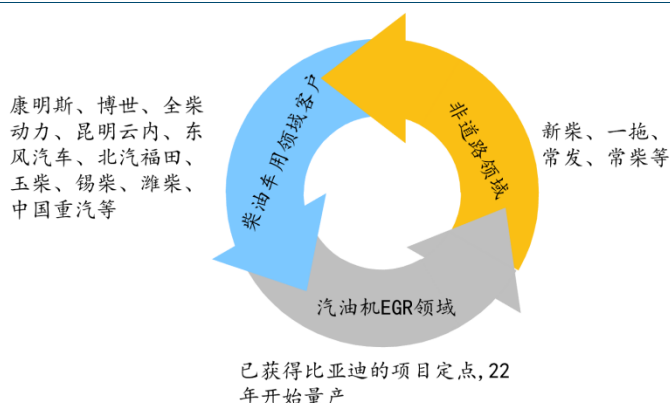 康明斯、博世、全柴
动力、昆明云内、东
风汽车、北汽福田、
玉柴、锡柴、潍柴、
中国重汽等
柴油车用领域客户
非道路领域
新柴、一拖、
常发、常柴等
汽油机EGR领域
已获得比亚迪的项目定点,22
年开始量产